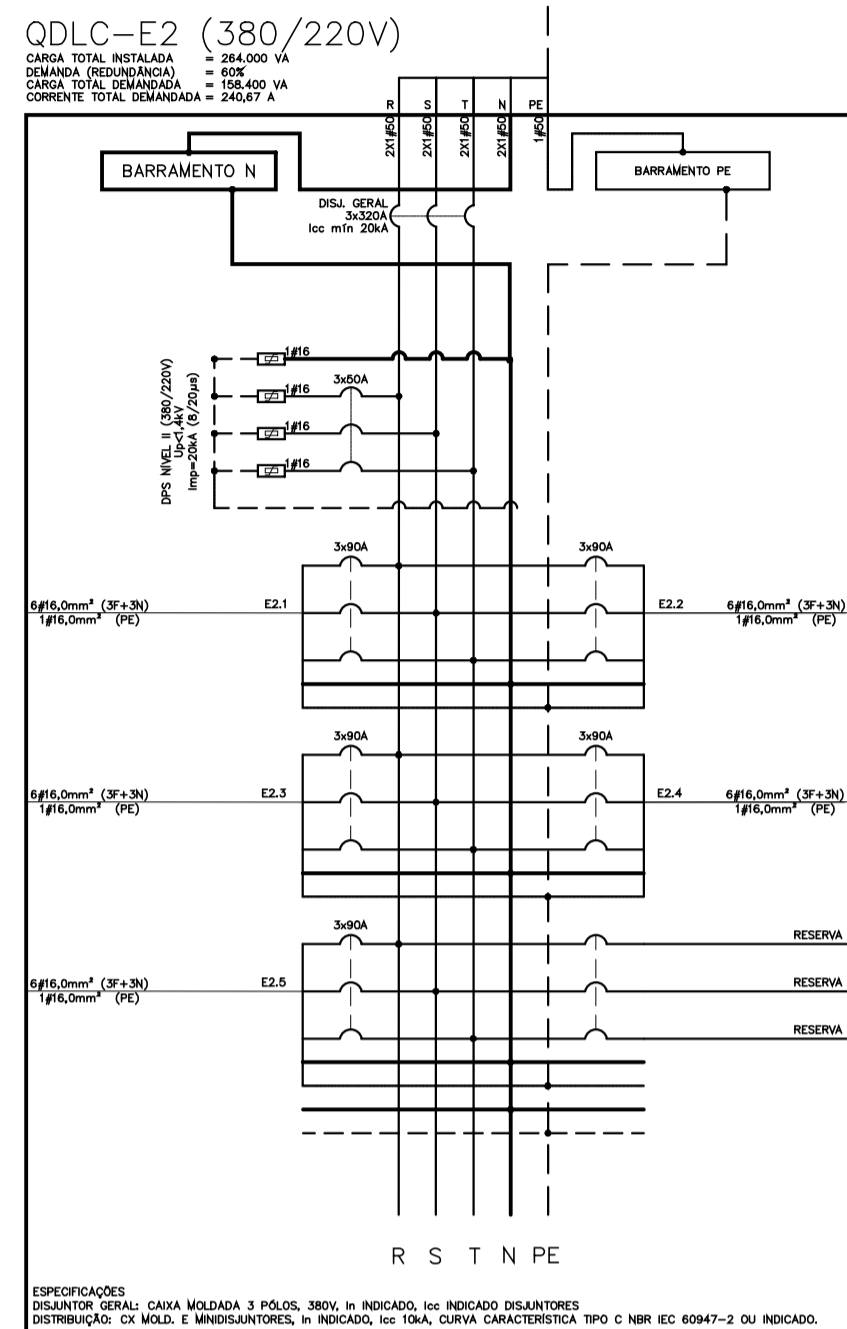 QDLC-E2 (380/220V)
CARGA TOTAL INSTALADA = 264.000 VA
DEMANDA (REDUNDÂNCIA) = 60%
CARGA TOTAL DEMANDADA = 158.400 VA
CORRENTE TOTAL DEMANDADA = 240,67 A
R S T N PE
2X1#50 2X1#50 2X1#50 2X1#50 1#50
BARRAMENTO N
BARRAMENTO PE
DISJ. GERAL
3x320A
Icc mín 20kA
DPS NÍVEL II (380/220V)
Up<1,4kV
Imp=20kA (8/20µs)
1#16
1#16
1#16
1#16
3x50A
3x90A 3x90A
6#16,0mm² (3F+3N) E2.1 E2.2 6#16,0mm² (3F+3N)
1#16,0mm² (PE) 1#16,0mm² (PE)
3x90A 3x90A
6#16,0mm² (3F+3N) E2.3 E2.4 6#16,0mm² (3F+3N)
1#16,0mm² (PE) 1#16,0mm² (PE)
3x90A
RESERVA
6#16,0mm² (3F+3N) E2.5 RESERVA
1#16,0mm² (PE)
RESERVA
R S T N PE
ESPECIFICAÇÕES
DISJUNTOR GERAL: CAIXA MOLDADA 3 PÓLOS, 380V, In INDICADO, Icc INDICADO DISJUNTORES
DISTRIBUIÇÃO: CX MOLD. E MINIDISJUNTORES, In INDICADO, Icc 10kA, CURVA CARACTERÍSTICA TIPO C NBR IEC 60947-2 OU INDICADO.